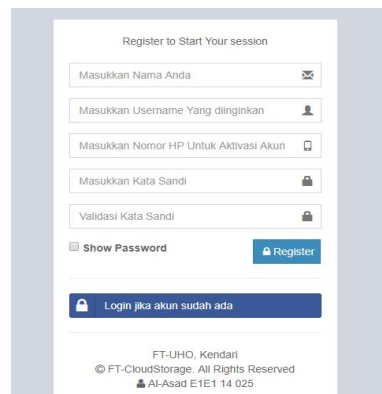 Register to Start Your session
Masukkan Nama Anda
Masukkan Username Yang diinginkan
Masukkan Nomor HP Untuk Aktivasi Akun
Masukkan Kata Sandi
Validasi Kata Sandi
Show Password
Register
Login jika akun sudah ada
FT-UHO, Kendari
© FT-CloudStorage. All Rights Reserved
Al-Asad E1E1 14 025